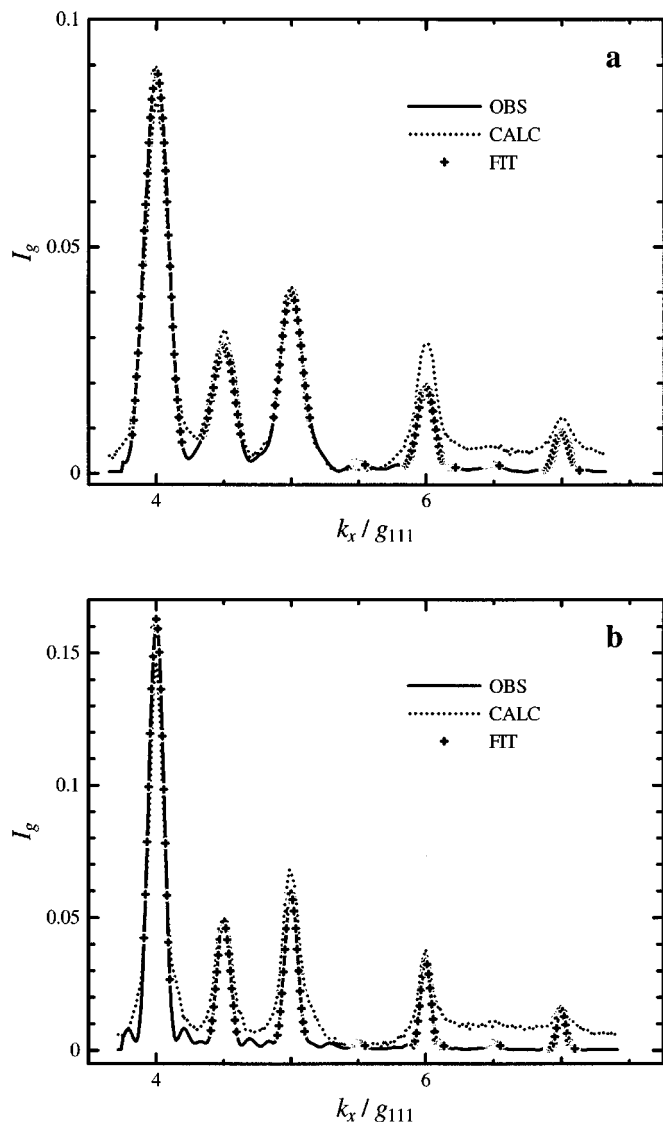 0.1
a
OBS
CALC
FIT
I_g
0.05
0
4
6
k_x / g_111
b
OBS
CALC
FIT
0.15
0.1
I_g
0.05
0
4
6
k_x / g_111